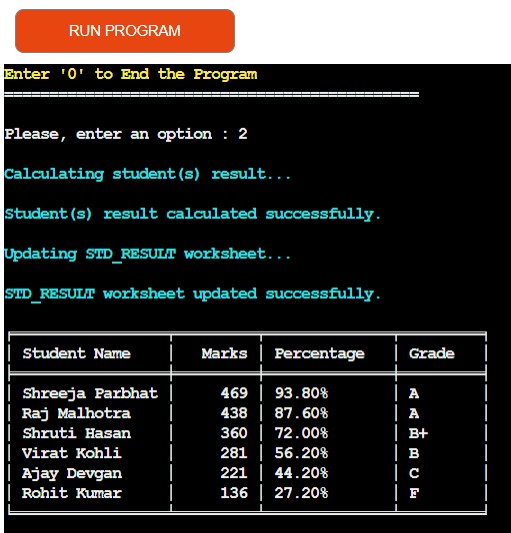 RUN PROGRAM
Enter '0' to End the Program
Please, enter an option : 2
Calculating student(s) result...
Student(s) result calculated successfully.
Updating STD_RESULT worksheet...
STD_RESULT worksheet updated successfully.
Student Name | Marks | Percentage | Grade
Shreeja Parbhat | 469 | 93.80% | A
Raj Malhotra | 438 | 87.60% | A
Shruti Hasan | 360 | 72.00% | B+
Virat Kohli | 281 | 56.20% | B
Ajay Devgan | 221 | 44.20% | C
Rohit Kumar | 136 | 27.20% | F